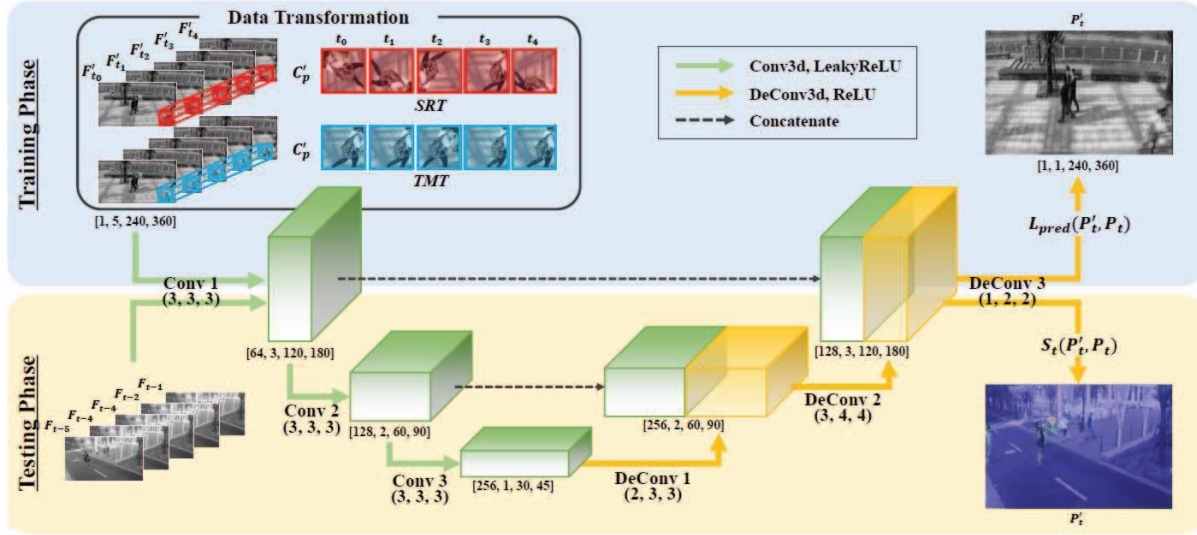 Training Phase
Data Transformation
F't0
F't1
F't2
F't3
F't4
t0 t1 t2 t3 t4
C'p
SRT
C'p
TMT
[1, 5, 240, 360]
Conv3d, LeakyReLU
DeConv3d, ReLU
Concatenate
P't
[1, 1, 240, 360]
Lpred(P't, Pt)
Conv 1
(3, 3, 3)
DeConv 3
(1, 2, 2)
Testing Phase
[64, 3, 120, 180]
[128, 3, 120, 180]
St(P't, Pt)
Ft-5
Ft-4
Ft-4
Ft-2
Ft-1
Conv 2
(3, 3, 3)
[128, 2, 60, 90]
[256, 2, 60, 90]
DeConv 2
(3, 4, 4)
Conv 3
(3, 3, 3)
[256, 1, 30, 45]
DeConv 1
(2, 3, 3)
P't